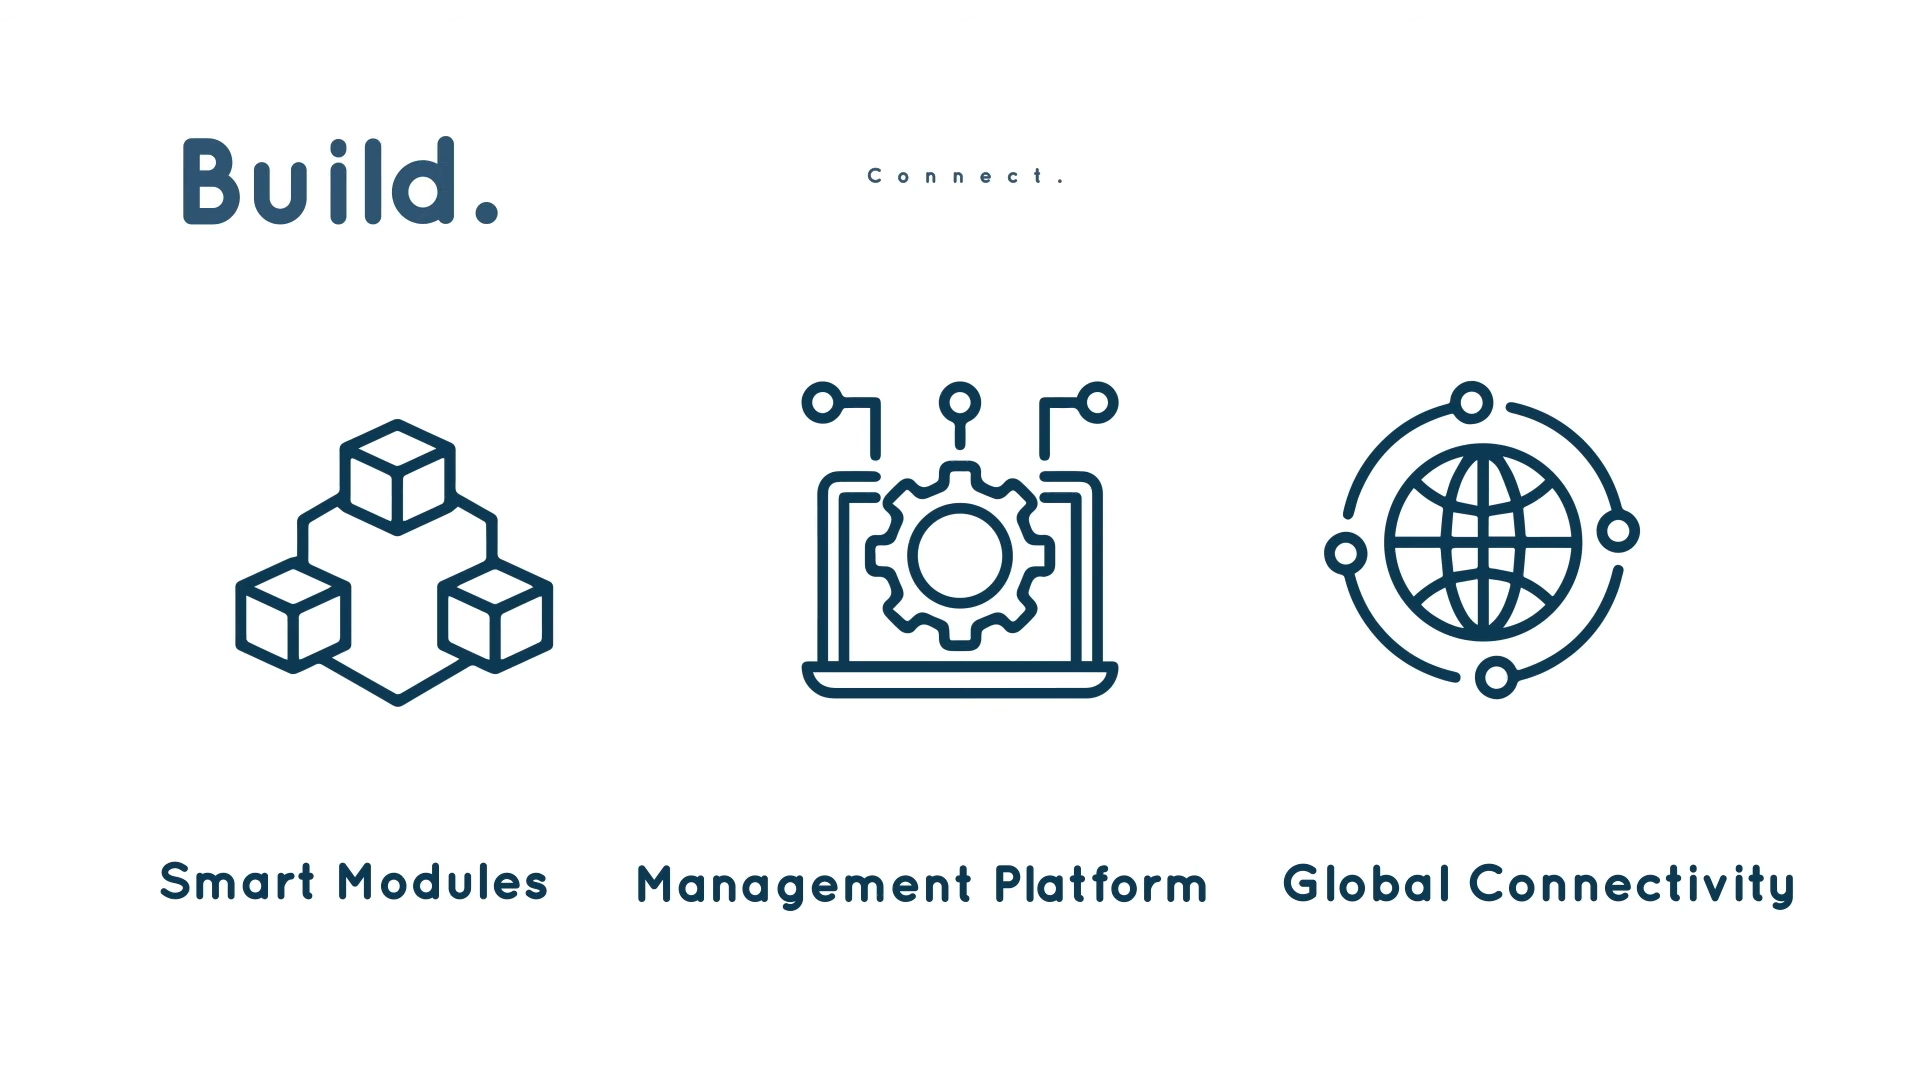 Build.
Connect.
Smart Modules
Management Platform
Global Connectivity